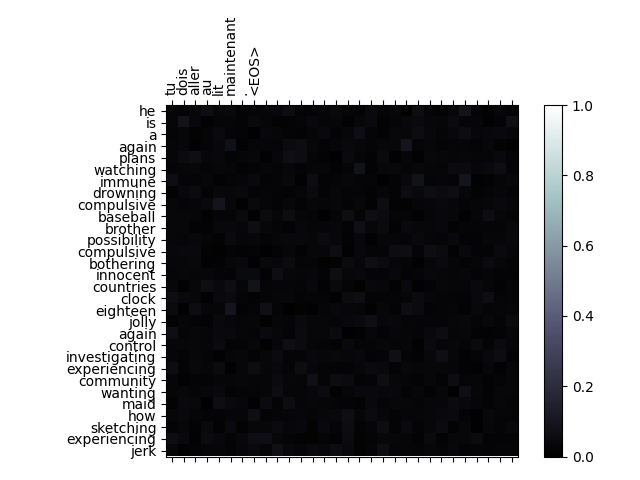 tu dois aller au lit maintenant . <EOS>
he
is
a
again
plans
watching
immune
drowning
compulsive
baseball
brother
possibility
compulsive
bothering
innocent
countries
clock
eighteen
jolly
again
control
investigating
experiencing
community
wanting
maid
how
sketching
experiencing
jerk
1.0
0.8
0.6
0.4
0.2
0.0